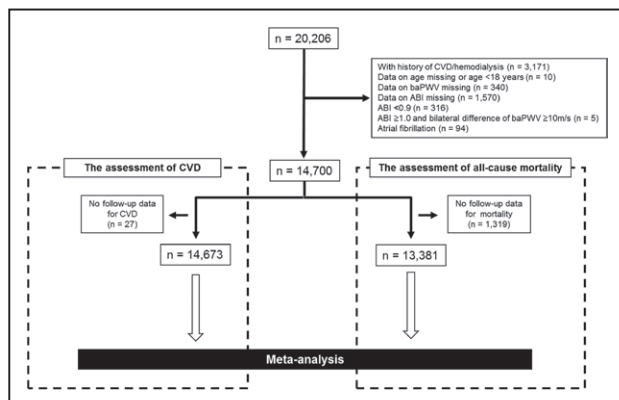 n = 20,206
With history of CVD/hemodialysis (n = 3,171)
Data on age missing or age <18 years (n = 10)
Data on baPWV missing (n = 340)
Data on ABI missing (n = 1,570)
ABI <0.9 (n = 316)
ABI ≥1.0 and bilateral difference of baPWV ≥10m/s (n = 5)
Atrial fibrillation (n = 94)
The assessment of CVD
n = 14,700
The assessment of all-cause mortality
No follow-up data
for CVD
(n = 27)
No follow-up data
for mortality
(n = 1,319)
n = 14,673
n = 13,381
Meta-analysis